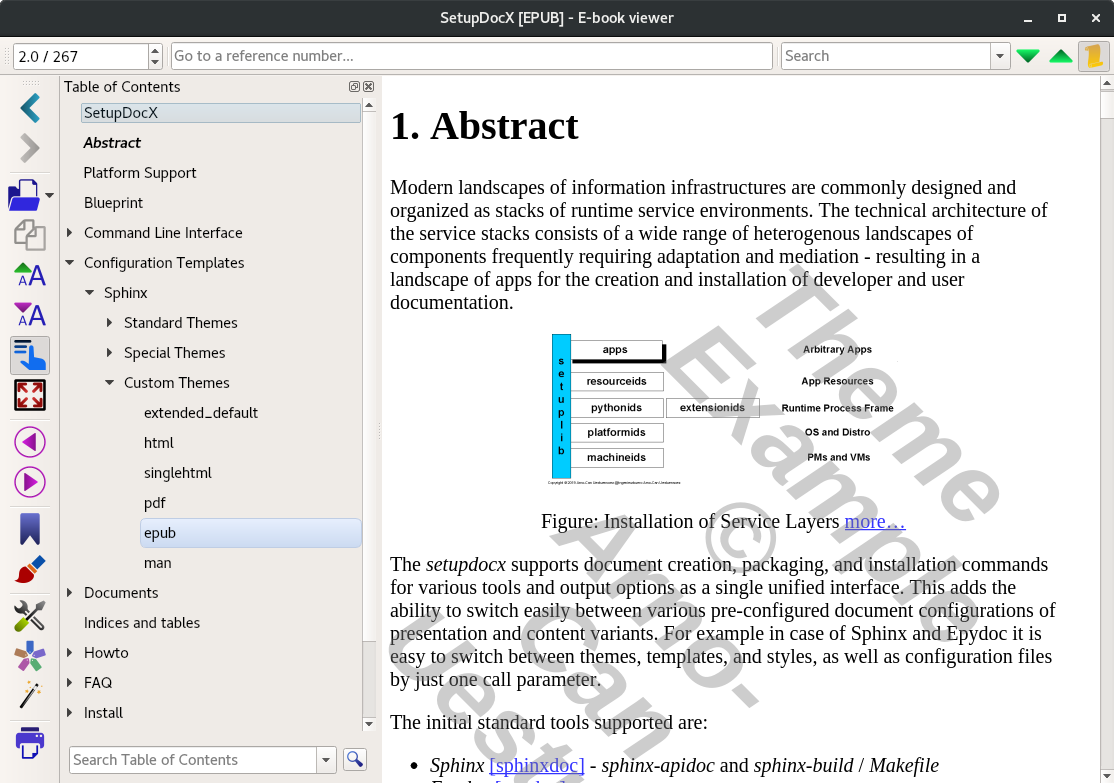 SetupDocX [EPUB] - E-book viewer
2.0 / 267
Go to a reference number...
Search
Table of Contents
SetupDocX
Abstract
Platform Support
Blueprint
Command Line Interface
Configuration Templates
Sphinx
Standard Themes
Special Themes
Custom Themes
extended_default
html
singlehtml
pdf
epub
man
Documents
Indices and tables
Howto
FAQ
Install
Search Table of Contents
1. Abstract
Modern landscapes of information infrastructures are commonly designed and
organized as stacks of runtime service environments. The technical architecture of
the service stacks consists of a wide range of heterogenous landscapes of
components frequently requiring adaptation and mediation - resulting in a
landscape of apps for the creation and installation of developer and user
documentation.
setuplib
apps Arbitrary Apps
resourceids App Resources
pythonids extensionids Runtime Process Frame
platformids OS and Distro
machineids PMs and VMs
Figure: Installation of Service Layers more…
The setupdocx supports document creation, packaging, and installation commands
for various tools and output options as a single unified interface. This adds the
ability to switch easily between various pre-configured document configurations of
presentation and content variants. For example in case of Sphinx and Epydoc it is
easy to switch between themes, templates, and styles, as well as configuration files
by just one call parameter.
The initial standard tools supported are:
• Sphinx [sphinxdoc] - sphinx-apidoc and sphinx-build / Makefile
Theme
Example
©
Arno-
Can